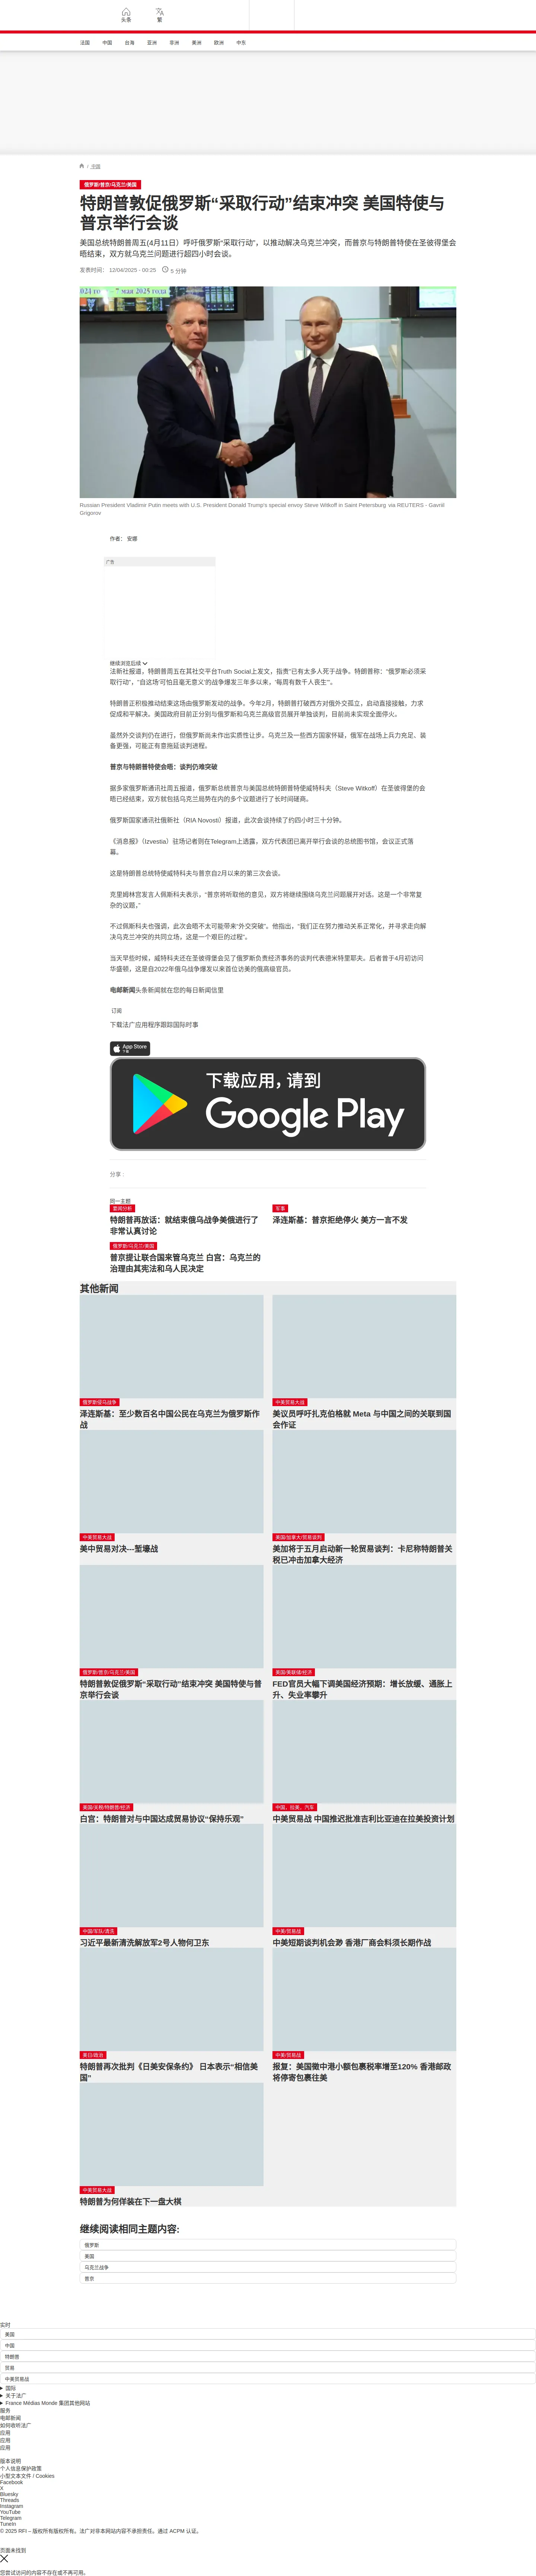 头条
繁
法国 中国 台海 亚洲 非洲 美洲 欧洲 中东
/ 中国
俄罗斯/普京/乌克兰/美国
特朗普敦促俄罗斯“采取行动”结束冲突 美国特使与
普京举行会谈
美国总统特朗普周五(4月11日）呼吁俄罗斯“采取行动”，以推动解决乌克兰冲突，而普京与特朗普特使在圣彼得堡会
晤结束，双方就乌克兰问题进行超四小时会谈。
发表时间： 12/04/2025 - 00:25 5 分钟
Russian President Vladimir Putin meets with U.S. President Donald Trump's special envoy Steve Witkoff in Saint Petersburg via REUTERS - Gavriil
Grigorov
作者： 安娜
广告
继续浏览后续
法新社报道，特朗普周五在其社交平台Truth Social上发文，指责“已有太多人死于战争。特朗普称：“俄罗斯必须采
取行动”，“自这场‘可怕且毫无意义’的战争爆发三年多以来，‘每周有数千人丧生’”。
特朗普正积极推动结束这场由俄罗斯发动的战争。今年2月，特朗普打破西方对俄外交孤立，启动直接接触，力求
促成和平解决。美国政府目前正分别与俄罗斯和乌克兰高级官员展开单独谈判，目前尚未实现全面停火。
虽然外交谈判仍在进行，但俄罗斯尚未作出实质性让步。乌克兰及一些西方国家怀疑，俄军在战场上兵力充足、装
备更强，可能正有意拖延谈判进程。
普京与特朗普特使会晤：谈判仍难突破
据多家俄罗斯通讯社周五报道，俄罗斯总统普京与美国总统特朗普特使威特科夫（Steve Witkoff）在圣彼得堡的会
晤已经结束，双方就包括乌克兰局势在内的多个议题进行了长时间磋商。
俄罗斯国家通讯社俄新社（RIA Novosti）报道，此次会谈持续了约四小时三十分钟。
《消息报》（Izvestia）驻场记者则在Telegram上透露，双方代表团已离开举行会谈的总统图书馆，会议正式落
幕。
这是特朗普总统特使威特科夫与普京自2月以来的第三次会谈。
克里姆林宫发言人佩斯科夫表示，“普京将听取他的意见，双方将继续围绕乌克兰问题展开对话。这是一个非常复
杂的议题，”
不过佩斯科夫也强调，此次会晤不太可能带来“外交突破”。他指出，“我们正在努力推动关系正常化，并寻求走向解
决乌克兰冲突的共同立场，这是一个艰巨的过程”。
当天早些时候，威特科夫还在圣彼得堡会见了俄罗斯负责经济事务的谈判代表德米特里耶夫。后者曾于4月初访问
华盛顿，这是自2022年俄乌战争爆发以来首位访美的俄高级官员。
电邮新闻头条新闻就在您的每日新闻信里
订阅
下载法广应用程序跟踪国际时事
App Store
下载
下载应用，请到
Google Play
分享 :
同一主题
要闻分析
特朗普再放话：就结束俄乌战争美俄进行了
非常认真讨论
军事
泽连斯基：普京拒绝停火 美方一言不发
俄罗斯/乌克兰/美国
普京提让联合国来管乌克兰 白宫：乌克兰的
治理由其宪法和乌人民决定
其他新闻
俄罗斯侵乌战争
泽连斯基：至少数百名中国公民在乌克兰为俄罗斯作
战
中美贸易大战
美议员呼吁扎克伯格就 Meta 与中国之间的关联到国
会作证
中美贸易大战
美中贸易对决---堑壕战
美国/加拿大/贸易谈判
美加将于五月启动新一轮贸易谈判：卡尼称特朗普关
税已冲击加拿大经济
俄罗斯/普京/乌克兰/美国
特朗普敦促俄罗斯“采取行动”结束冲突 美国特使与普
京举行会谈
美国/美联储/经济
FED官员大幅下调美国经济预期：增长放缓、通胀上
升、失业率攀升
美国/关税/特朗普/经济
白宫：特朗普对与中国达成贸易协议“保持乐观”
中国，拉美，汽车
中美贸易战 中国推迟批准吉利比亚迪在拉美投资计划
中国/军队/清洗
习近平最新清洗解放军2号人物何卫东
中美/贸易战
中美短期谈判机会渺 香港厂商会料须长期作战
美日/政治
特朗普再次批判《日美安保条约》 日本表示“相信美
国”
中美/贸易战
报复：美国徵中港小额包裹税率增至120% 香港邮政
将停寄包裹往美
中美贸易大战
特朗普为何佯装在下一盘大棋
继续阅读相同主题内容:
俄罗斯
美国
乌克兰战争
普京
实时
美国
中国
特朗普
贸易
中美贸易战
国际
关于法广
France Médias Monde 集团其他网站
服务
电邮新闻
如何收听法广
应用
应用
应用
版本说明
个人信息保护政策
小型文本文件 / Cookies
Facebook
X
Bluesky
Threads
Instagram
YouTube
Telegram
TuneIn
© 2025 RFI – 版权所有版权所有。法广对非本网站内容不承担责任。通过 ACPM 认证。
页面未找到
您尝试访问的内容不存在或不再可用。